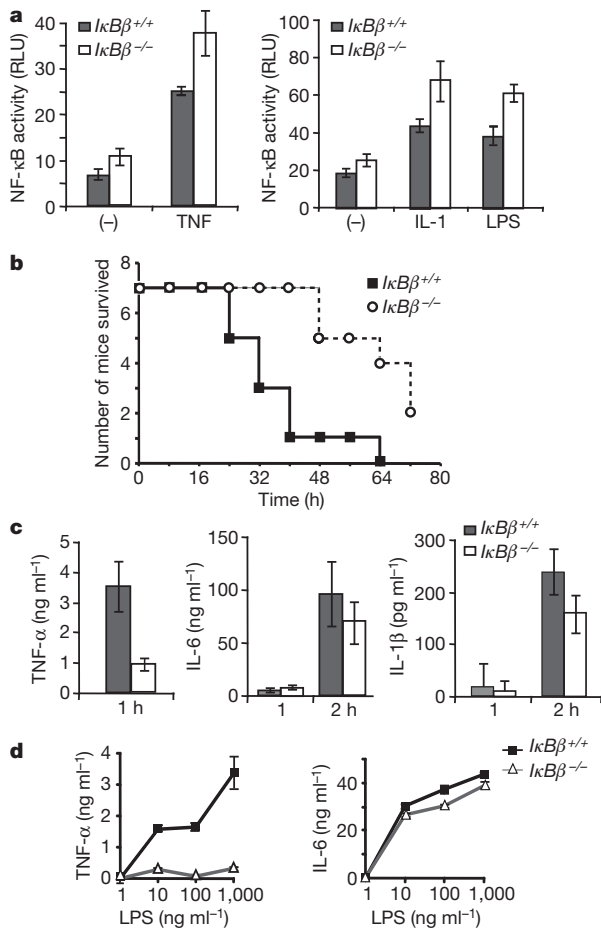 a
NF-κB activity (RLU)
40
30
20
10
0
IκBβ+/+
IκBβ−/−
(-)
TNF
NF-κB activity (RLU)
100
80
60
40
20
0
IκBβ+/+
IκBβ−/−
(-)
IL-1
LPS
b
Number of mice survived
8
6
4
2
0
IκBβ+/+
IκBβ−/−
0 16 32 48 64 80
Time (h)
c
TNF-α (ng ml−1)
5
4
3
2
1
0
1 h
IL-6 (ng ml−1)
150
100
50
0
1 2 h
IL-1β (pg ml−1)
300
200
100
0
1 2 h
IκBβ+/+
IκBβ−/−
d
TNF-α (ng ml−1)
4
3
2
1
0
1 10 100 1,000
LPS (ng ml−1)
IL-6 (ng ml−1)
40
20
0
1 10 100 1,000
LPS (ng ml−1)
IκBβ+/+
IκBβ−/−